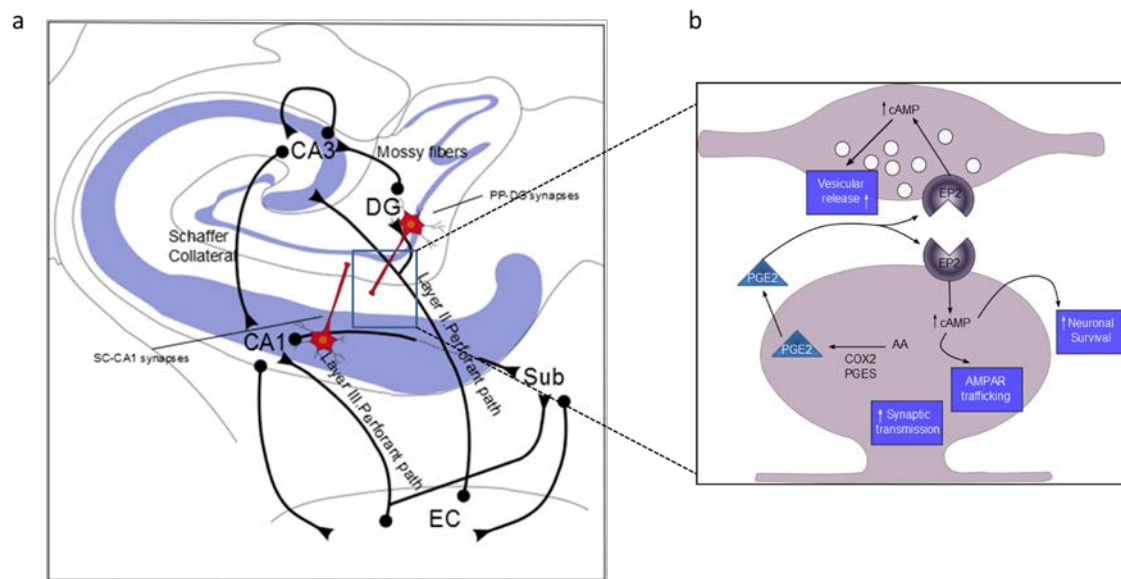 a
CA3
Mossy fibers
DG
PP-DG synapses
Schaffer
Collateral
Layer II.Perforant path
CA1
SC-CA1 synapses
Layer III.Perforant path
Sub
EC
b
↑cAMP
Vesicular
release ↑
EP2
EP2
PGE2
↑cAMP
↑Neuronal
Survival
PGE2
AA
COX2
PGES
AMPAR
trafficking
↑Synaptic
transmission